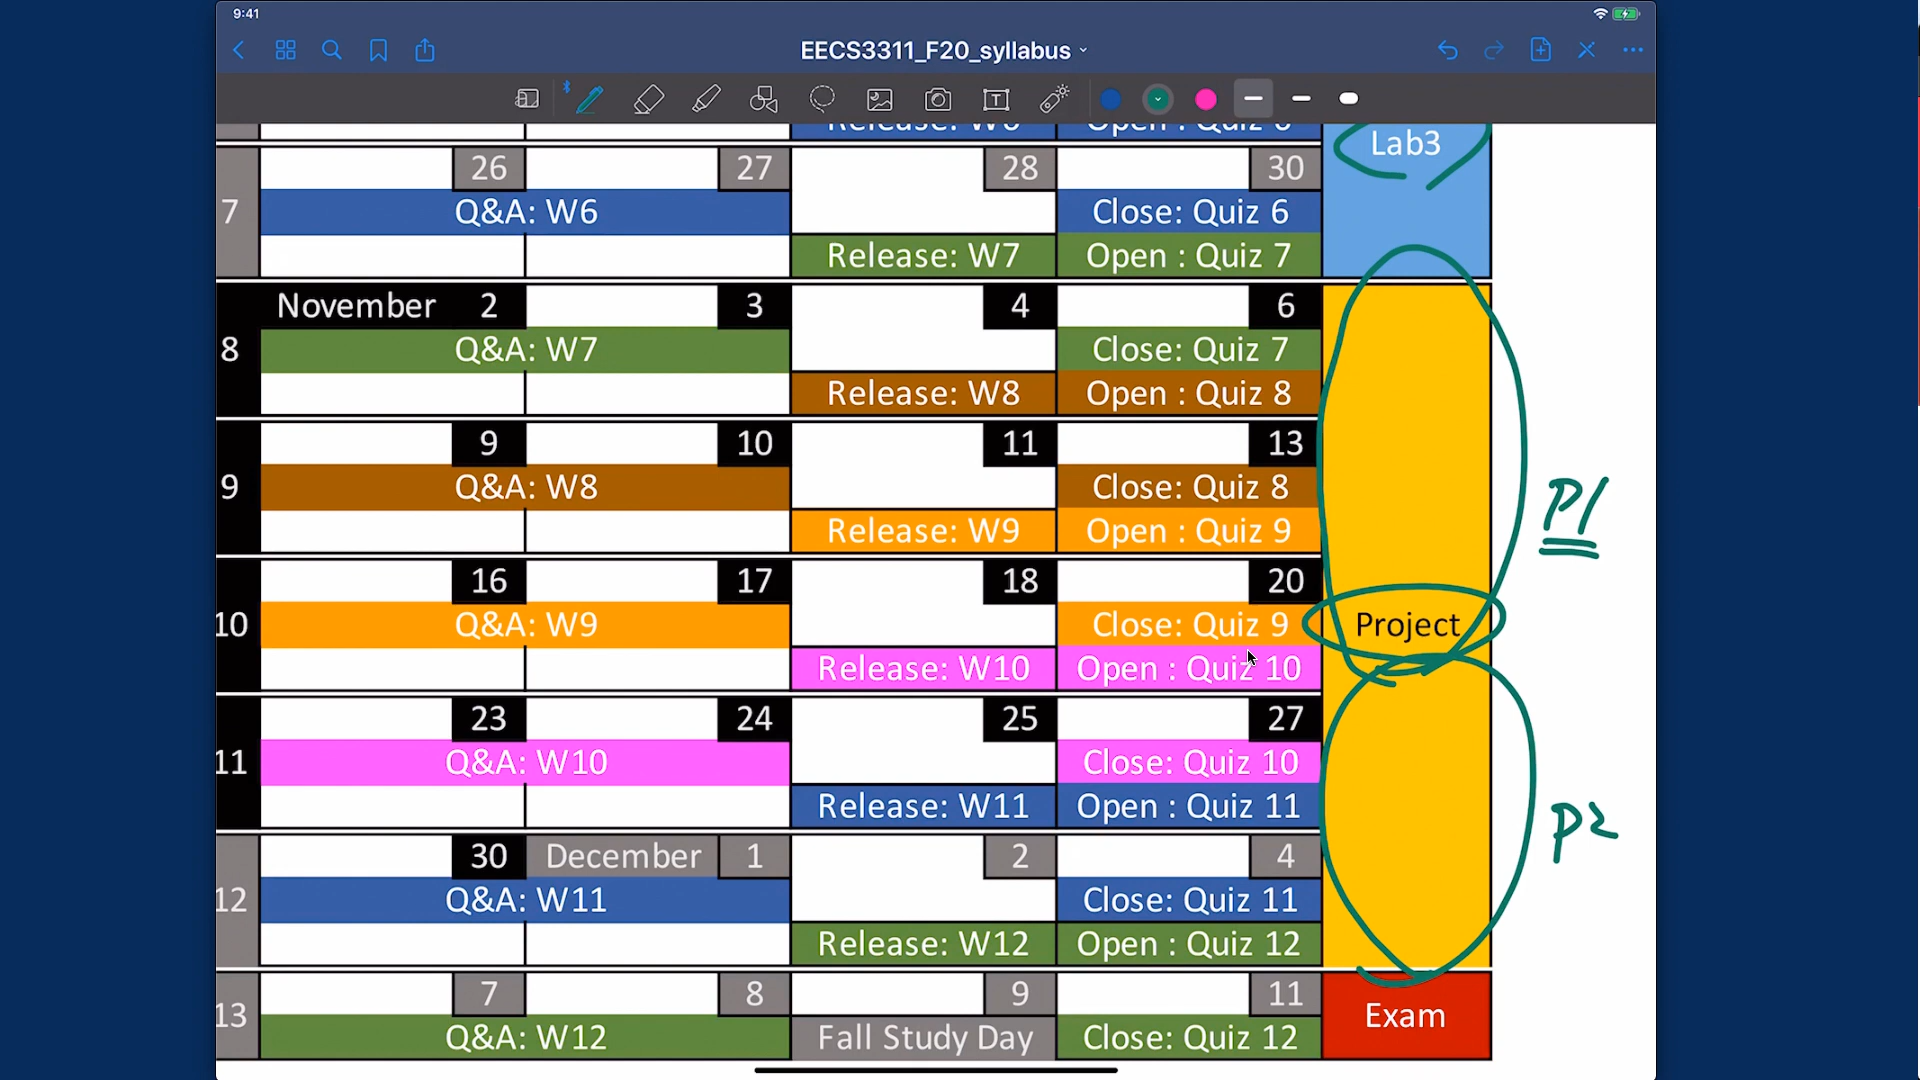 9:41
EECS3311_F20_syllabus
Lab3
7 26 27 28 30
Q&A: W6 Close: Quiz 6
Release: W7 Open : Quiz 7
8 November 2 3 4 6
Q&A: W7 Close: Quiz 7
Release: W8 Open : Quiz 8
9 9 10 11 13
Q&A: W8 Close: Quiz 8
Release: W9 Open : Quiz 9
P1
10 16 17 18 20
Q&A: W9 Close: Quiz 9 Project
Release: W10 Open : Quiz 10
11 23 24 25 27
Q&A: W10 Close: Quiz 10
Release: W11 Open : Quiz 11
P2
12 30 December 1 2 4
Q&A: W11 Close: Quiz 11
Release: W12 Open : Quiz 12
13 7 8 9 11
Q&A: W12 Fall Study Day Close: Quiz 12 Exam